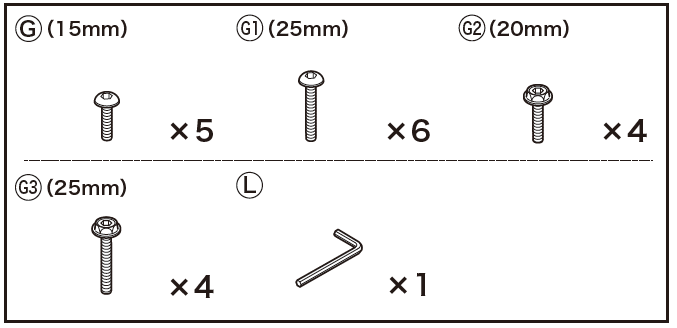 G (15mm) G1 (25mm) G2 (20mm)
×5 ×6 ×4
G3 (25mm) L
×4 ×1